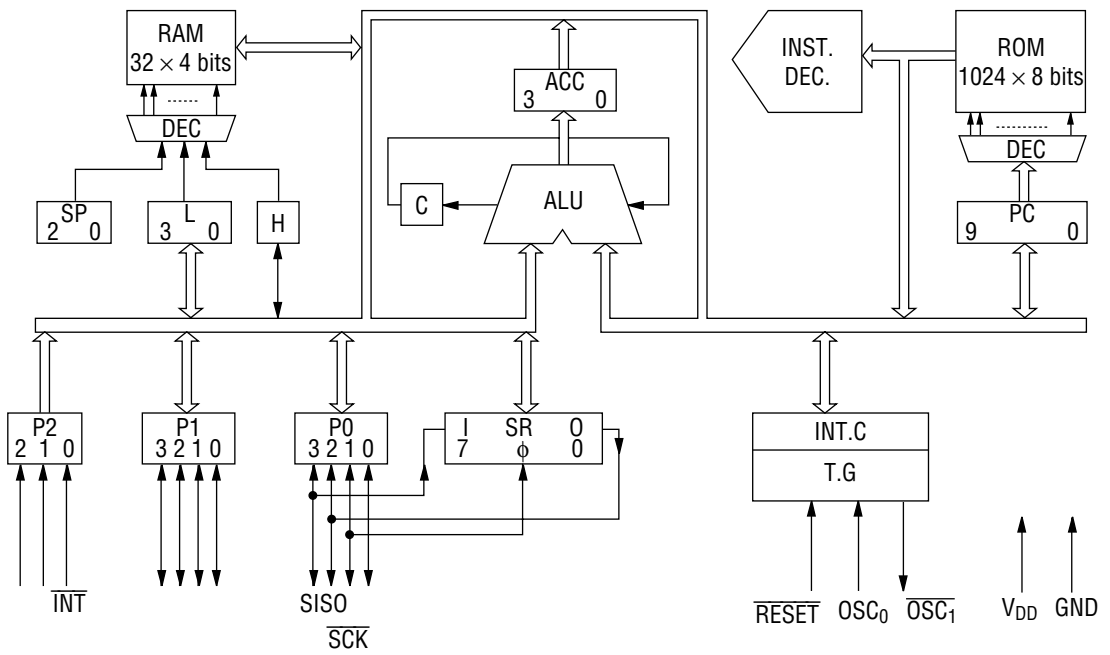 RAM
32 × 4 bits
DEC
SP
2 0
L
3 0
H
ACC
3 0
C
ALU
INST.
DEC.
ROM
1024 × 8 bits
DEC
PC
9 0
P2
2 1 0
P1
3 2 1 0
P0
3 2 1 0
I SR O
7 ϕ 0
INT.C
T.G
INT
SISO
SCK
RESET
OSC0
OSC1
VDD
GND